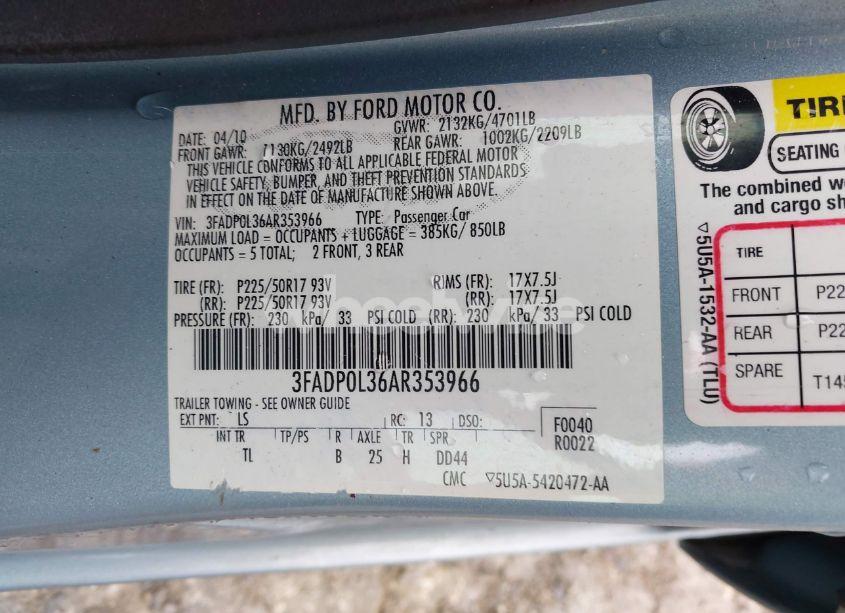 MFD. BY FORD MOTOR CO.
DATE: 04/10 GVWR: 2132KG/4701LB
FRONT GAWR: 1130KG/2492LB REAR GAWR: 1002KG/2209LB
THIS VEHICLE CONFORMS TO ALL APPLICABLE FEDERAL MOTOR
VEHICLE SAFETY, BUMPER, AND THEFT PREVENTION STANDARDS
IN EFFECT ON THE DATE OF MANUFACTURE SHOWN ABOVE.
VIN: 3FADP0L36AR353966 TYPE: Passenger Car
MAXIMUM LOAD = OCCUPANTS + LUGGAGE = 385KG/ 850LB
OCCUPANTS = 5 TOTAL; 2 FRONT, 3 REAR
TIRE (FR): P225/50R17 93V RIMS (FR): 17X7.5J
(RR): P225/50R17 93V (RR): 17X7.5J
PRESSURE (FR): 230 kPa/ 33 PSI COLD (RR): 230 kPa/ 33 PSI COLD
3FADP0L36AR353966
TRAILER TOWING - SEE OWNER GUIDE
EXT PNT: LS RC: 13 DSO: F0040
R0022
INT TR TP/PS R AXLE TR SPR
TL B 25 H DD44
CMC ▽5U5A-5420472-AA
TIRE
SEATING
The combined we
and cargo sh
TIRE
FRONT P22
REAR P22
SPARE T145
▽5U5A-1532-AA (TLU)